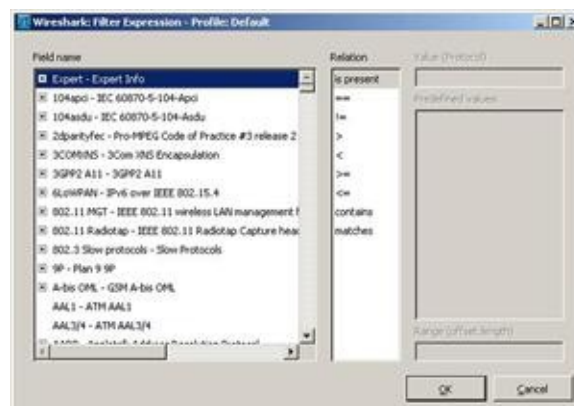 Wireshark: Filter Expression - Profile: Default
Field name
Expert - Expert Info
104apci - IEC 60870-5-104-Apci
104asdu - IEC 60870-5-104-Asdu
2dparityfec - Pro-MPEG Code of Practice #3 release 2
3COMXNS - 3Com XNS Encapsulation
3GPP2 A11 - 3GPP2 A11
6LoWPAN - IPv6 over IEEE 802.15.4
802.11 MGT - IEEE 802.11 wireless LAN management
802.11 Radiotap - IEEE 802.11 Radiotap Capture head
802.3 Slow protocols - Slow Protocols
9P - Plan 9 9P
A-bis OML - GSM A-bis OML
AAL1 - ATM AAL1
AAL3/4 - ATM AAL3/4
Relation
is present
==
!=
>
<
>=
<=
contains
matches
Value (Protocol)
Predefined values:
Range (offset:length)
OK
Cancel